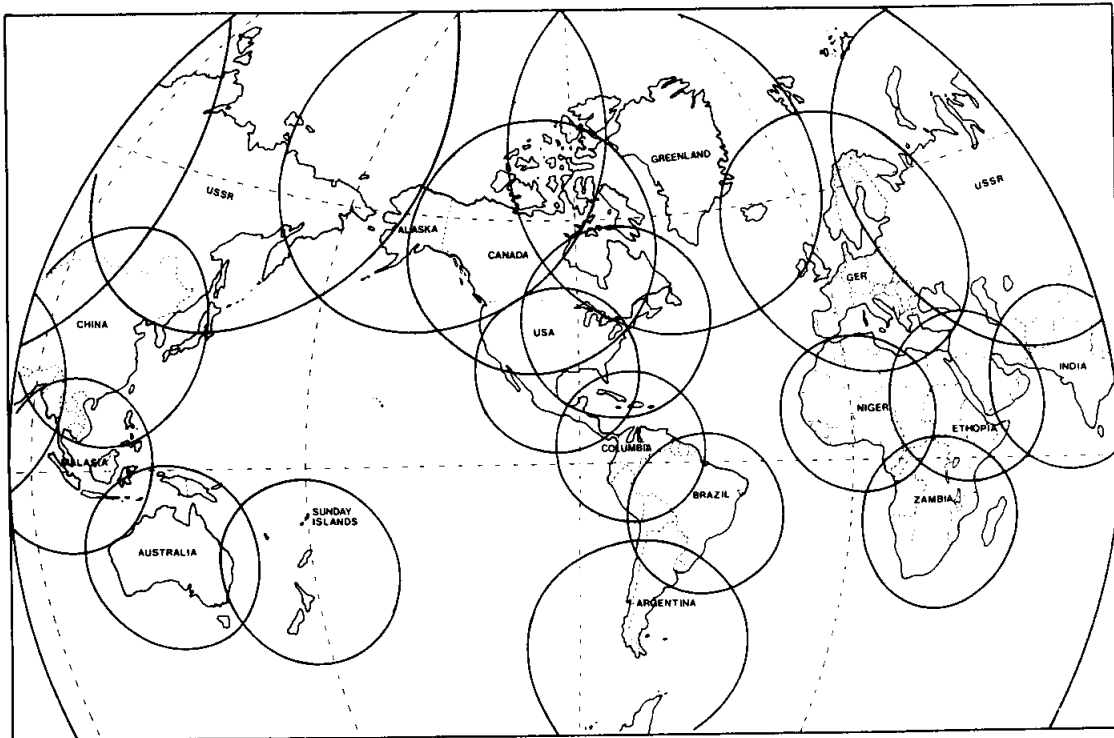 GREENLAND
USSR
USSR
ALASKA
CANADA
GER
CHINA
USA
INDIA
NIGER
ETHOPIA
COLUMBIA
MALASIA
BRAZIL
ZAMBIA
SUNDAY
ISLANDS
AUSTRALIA
ARGENTINA